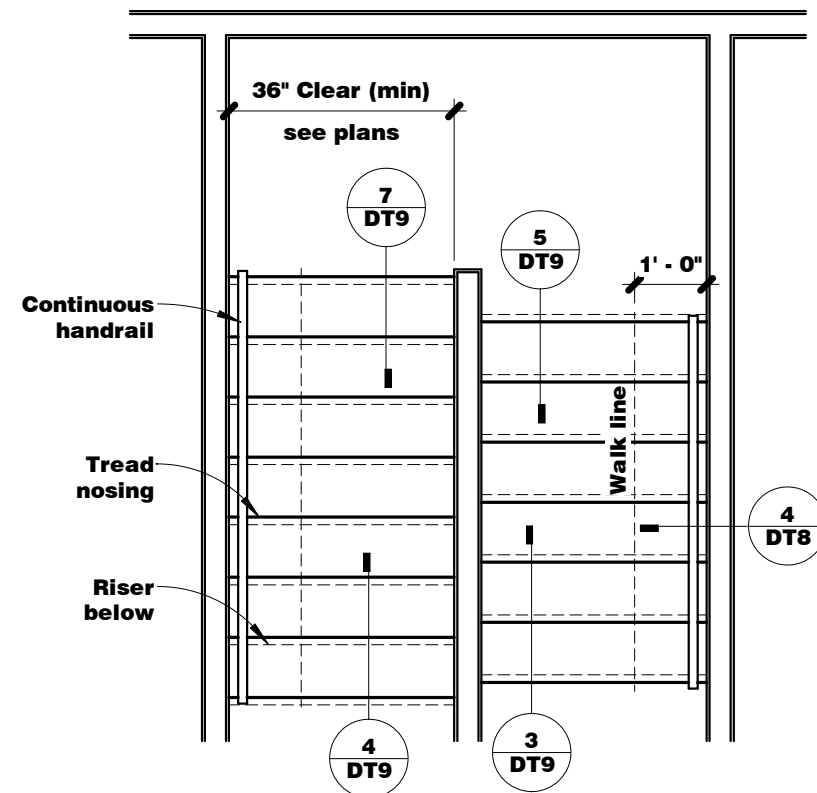 36" Clear (min)
see plans
7
DT9
5
DT9
1' - 0"
Continuous
handrail
Walk line
Tread
nosing
4
DT8
Riser
below
4
DT9
3
DT9